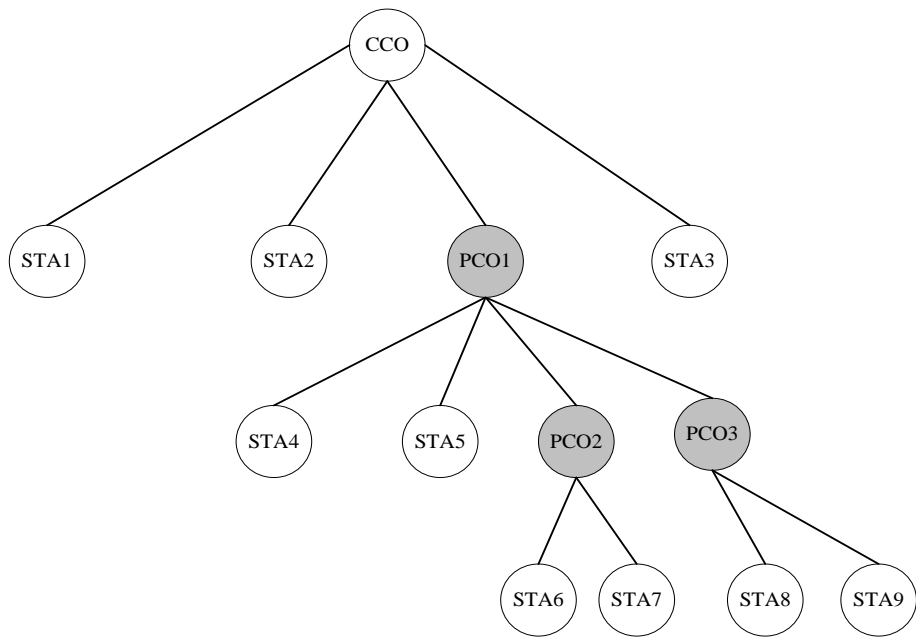 CCO
STA1
STA2
PCO1
STA3
STA4
STA5
PCO2
PCO3
STA6
STA7
STA8
STA9